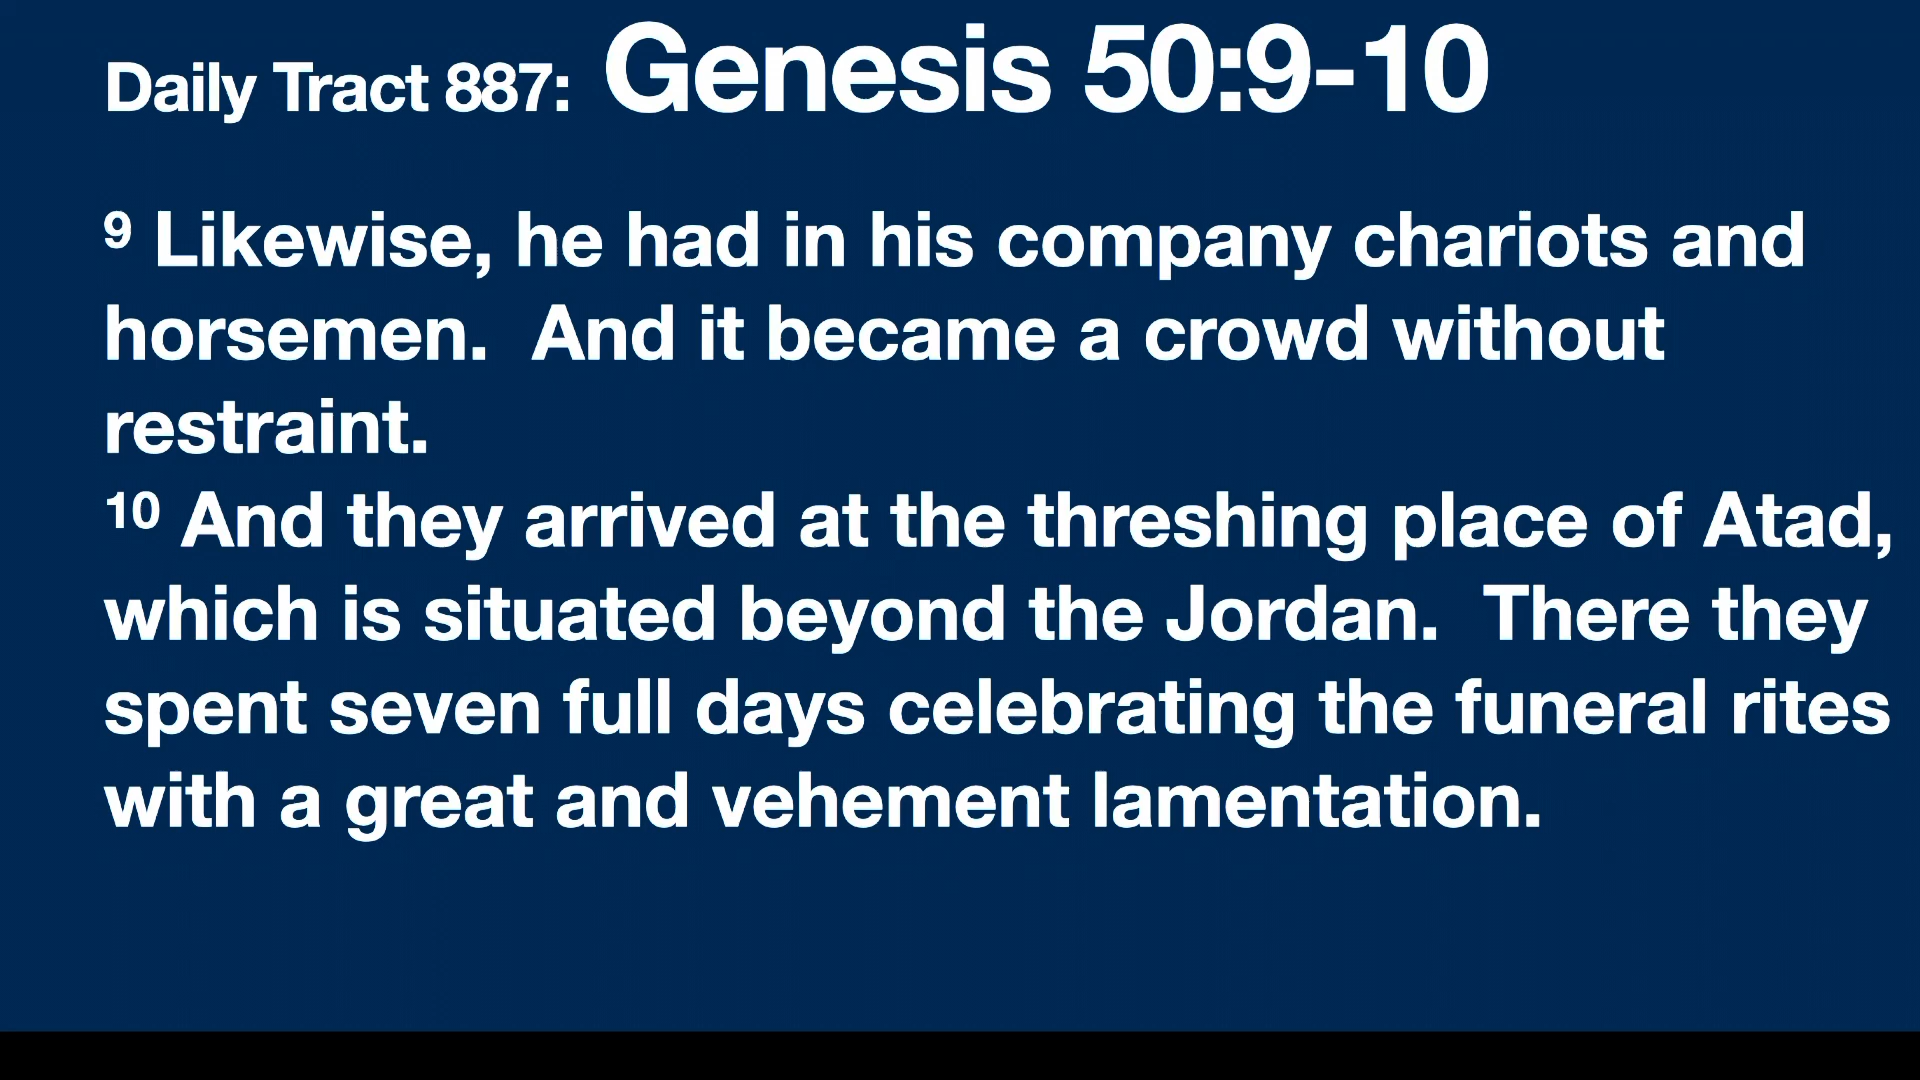 Daily Tract 887: Genesis 50:9-10
9 Likewise, he had in his company chariots and
horsemen.  And it became a crowd without
restraint.
10 And they arrived at the threshing place of Atad,
which is situated beyond the Jordan.  There they
spent seven full days celebrating the funeral rites
with a great and vehement lamentation.